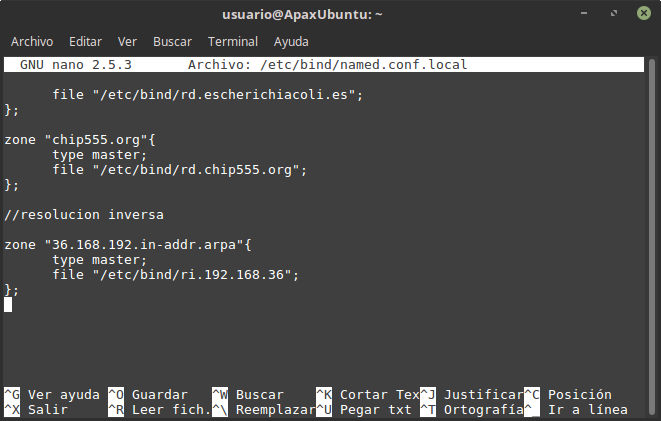 usuario@ApaxUbuntu: ~
Archivo Editar Ver Buscar Terminal Ayuda
GNU nano 2.5.3 Archivo: /etc/bind/named.conf.local
file "/etc/bind/rd.escherichiacoli.es";
};
zone "chip555.org"{
type master;
file "/etc/bind/rd.chip555.org";
};
//resolucion inversa
zone "36.168.192.in-addr.arpa"{
type master;
file "/etc/bind/ri.192.168.36";
};
^G Ver ayuda ^O Guardar ^W Buscar ^K Cortar Tex^J Justificar^C Posición
^X Salir ^R Leer fich.^\ Reemplazar^U Pegar txt ^T Ortografía^_ Ir a línea